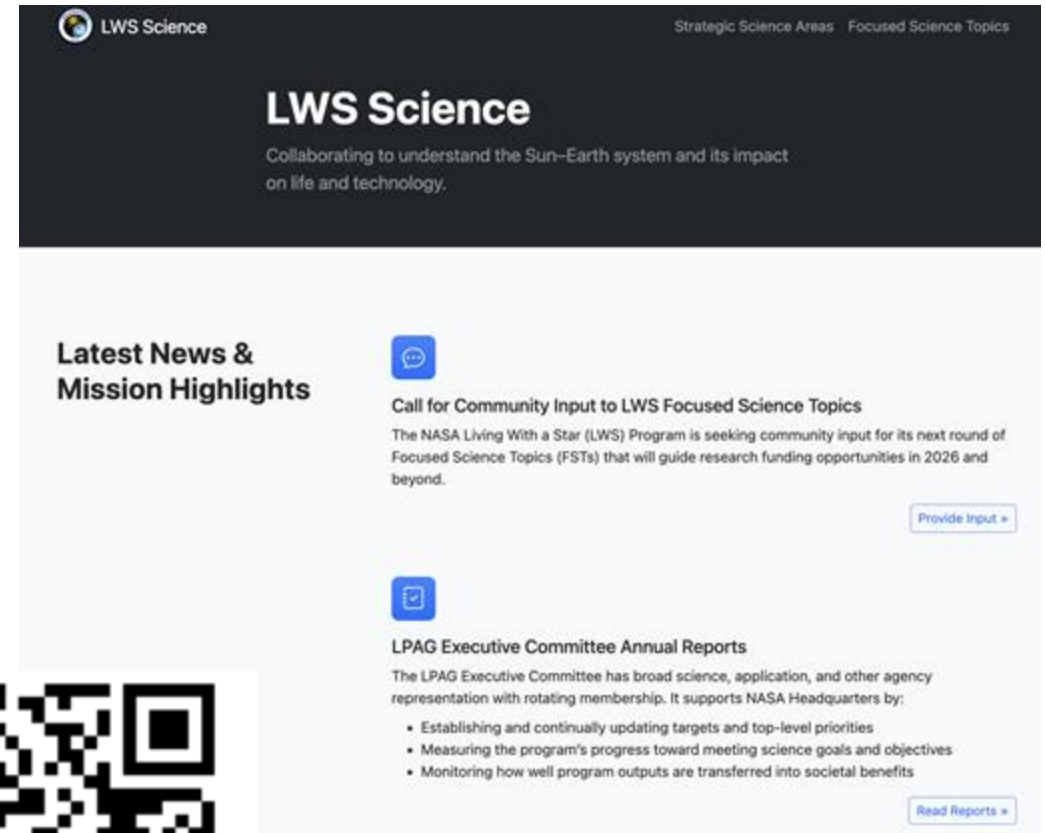 LWS Science
Strategic Science Areas Focused Science Topics
LWS Science
Collaborating to understand the Sun–Earth system and its impact
on life and technology.
Latest News &
Mission Highlights
Call for Community Input to LWS Focused Science Topics
The NASA Living With a Star (LWS) Program is seeking community input for its next round of
Focused Science Topics (FSTs) that will guide research funding opportunities in 2026 and
beyond.
Provide Input »
LPAG Executive Committee Annual Reports
The LPAG Executive Committee has broad science, application, and other agency
representation with rotating membership. It supports NASA Headquarters by:
• Establishing and continually updating targets and top-level priorities
• Measuring the program's progress toward meeting science goals and objectives
• Monitoring how well program outputs are transferred into societal benefits
Read Reports »